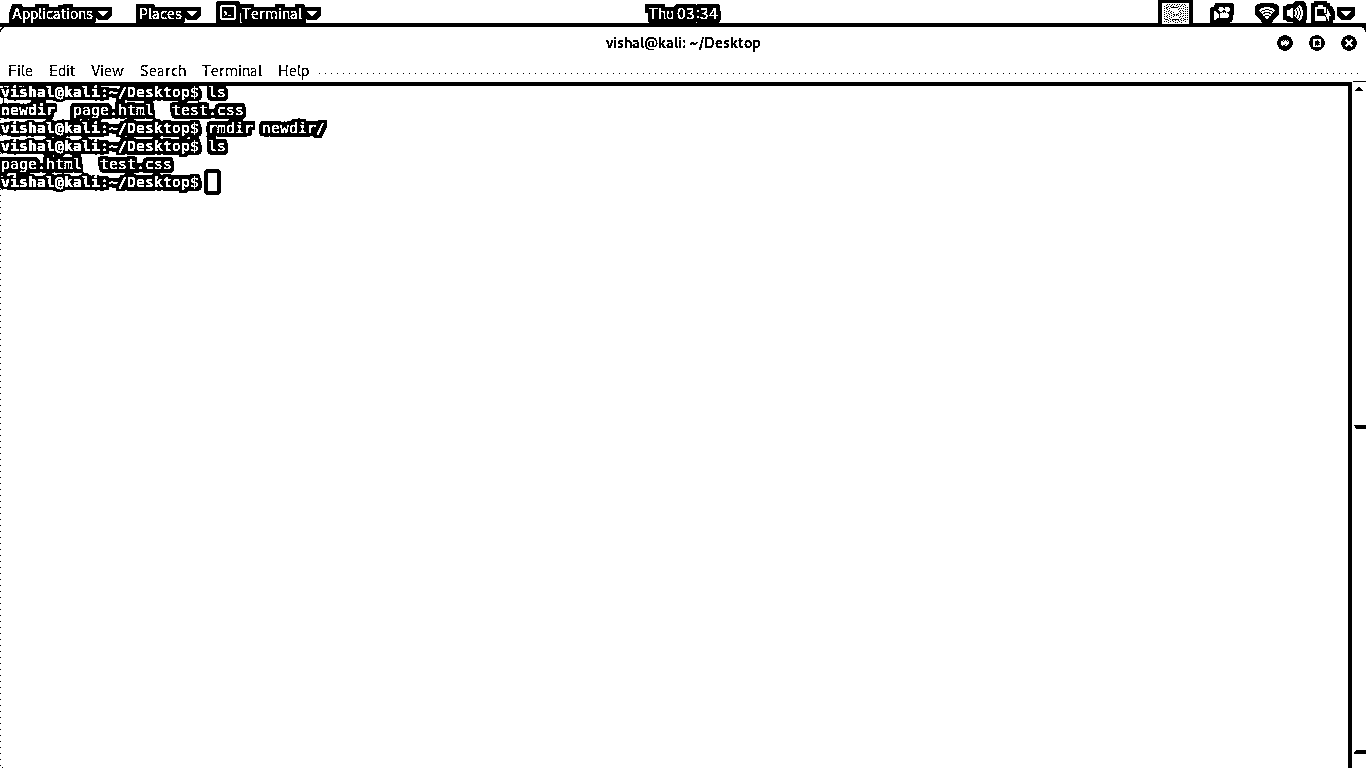 Applications Places Terminal Thu 03:34
vishal@kali: ~/Desktop
File Edit View Search Terminal Help
vishal@kali:~/Desktop$ ls
newdir page.html test.css
vishal@kali:~/Desktop$ rmdir newdir/
vishal@kali:~/Desktop$ ls
page.html test.css
vishal@kali:~/Desktop$